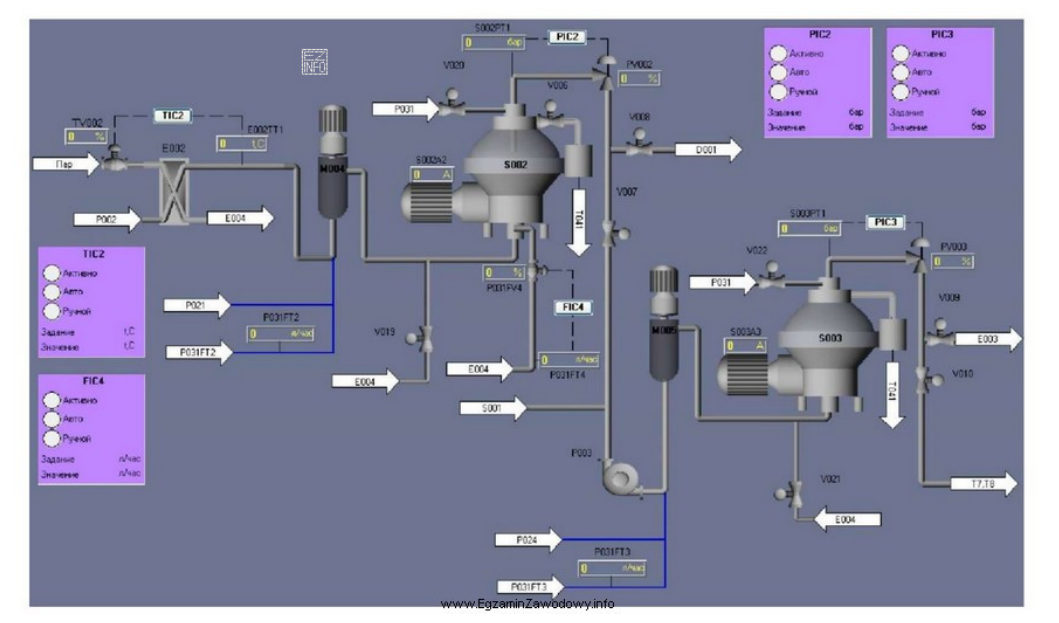 S002PT1
0 бар
PIC2
PV002
0 %
EZ
INFO
V020
V006
P031
TIC2
TV002
0 %
E002TT1
0 t,C
E002
Пар
P002
E004
M004
S002A2
0 A
S002
V008
D001
V007
T041
PIC2
Активно
Авто
Ручной
Задание бар
Значение бар
PIC3
Активно
Авто
Ручной
Задание бар
Значение бар
S003PT1
0 бар
PIC3
PV003
0 %
V022
P031
V009
E003
M005
S003A3
0 A
S003
V010
T041
TIC2
Активно
Авто
Ручной
Задание t,C
Значение t,C
P021
P031FT2
0 л/час
P031FT2
0 %
P031FV4
FIC4
V019
E004
E004
0 л/час
P031FT4
S001
FIC4
Активно
Авто
Ручной
Задание л/час
Значение л/час
P003
V021
T7,T8
E004
P024
P031FT3
0 л/час
P031FT3
www.EgzaminZawodowy.info